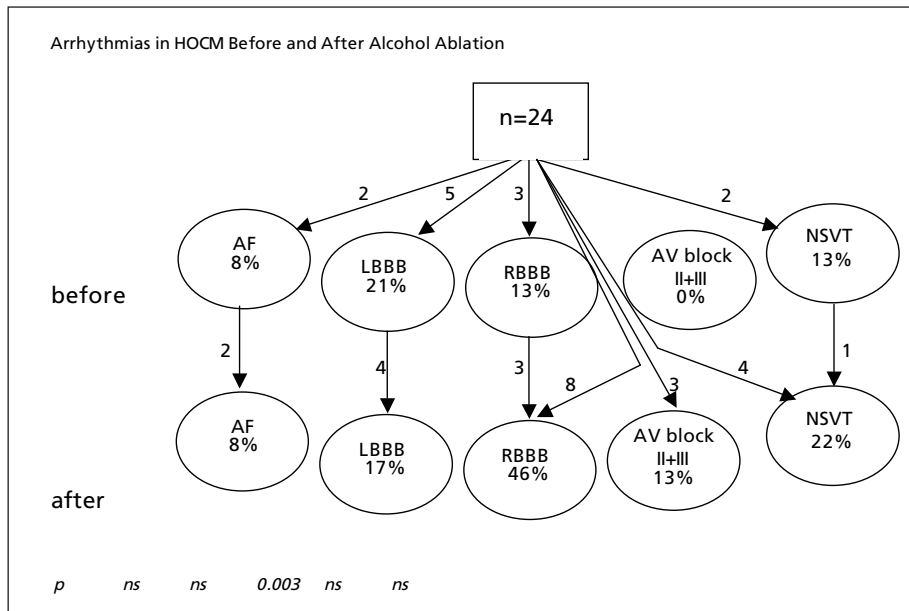 Arrhythmias in HOCM Before and After Alcohol Ablation
n=24
2
5
3
2
before
AF
8%
LBBB
21%
RBBB
13%
AV block
II+III
0%
NSVT
13%
2
4
3
8
3
4
1
after
AF
8%
LBBB
17%
RBBB
46%
AV block
II+III
13%
NSVT
22%
p ns ns 0.003 ns ns